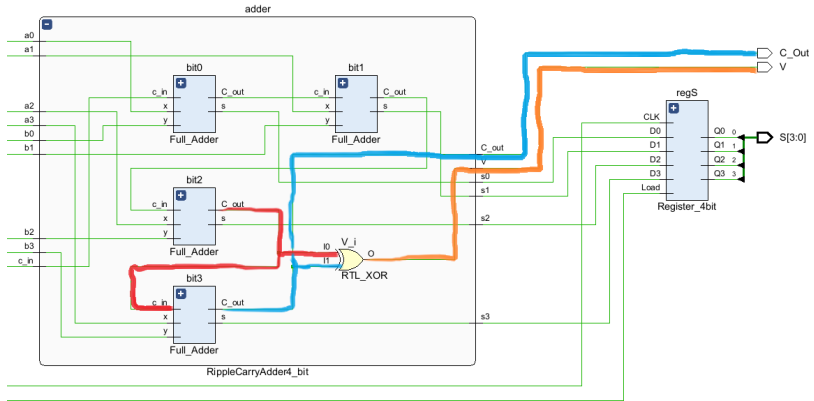 adder
a0
a1
bit0
bit1
c_in
C_out
x
s
y
Full_Adder
c_in
C_out
x
s
y
Full_Adder
a2
a3
b0
b1
C_Out
V
regS
CLK
D0
Q0
0
D1
Q1
1
D2
Q2
2
D3
Q3
3
Load
Register_4bit
S[3:0]
C_out
V
s0
s1
s2
bit2
c_in
C_out
x
s
y
Full_Adder
b2
b3
c_in
V_i
I0
I1
O
RTL_XOR
bit3
c_in
C_out
x
s
y
Full_Adder
s3
RippleCarryAdder4_bit